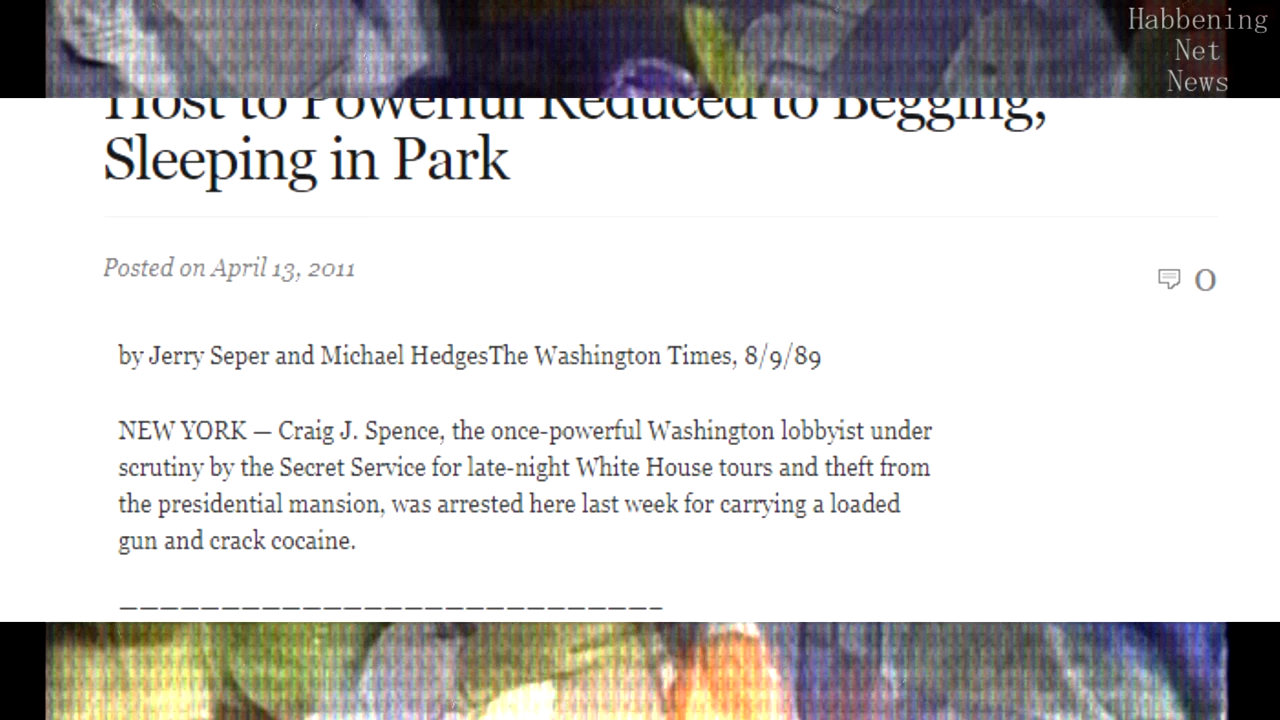 Habbening
Net
News
Host to Powerful Reduced to Begging,
Sleeping in Park
Posted on April 13, 2011
0
by Jerry Seper and Michael HedgesThe Washington Times, 8/9/89
NEW YORK — Craig J. Spence, the once-powerful Washington lobbyist under
scrutiny by the Secret Service for late-night White House tours and theft from
the presidential mansion, was arrested here last week for carrying a loaded
gun and crack cocaine.
———————————————————————————–